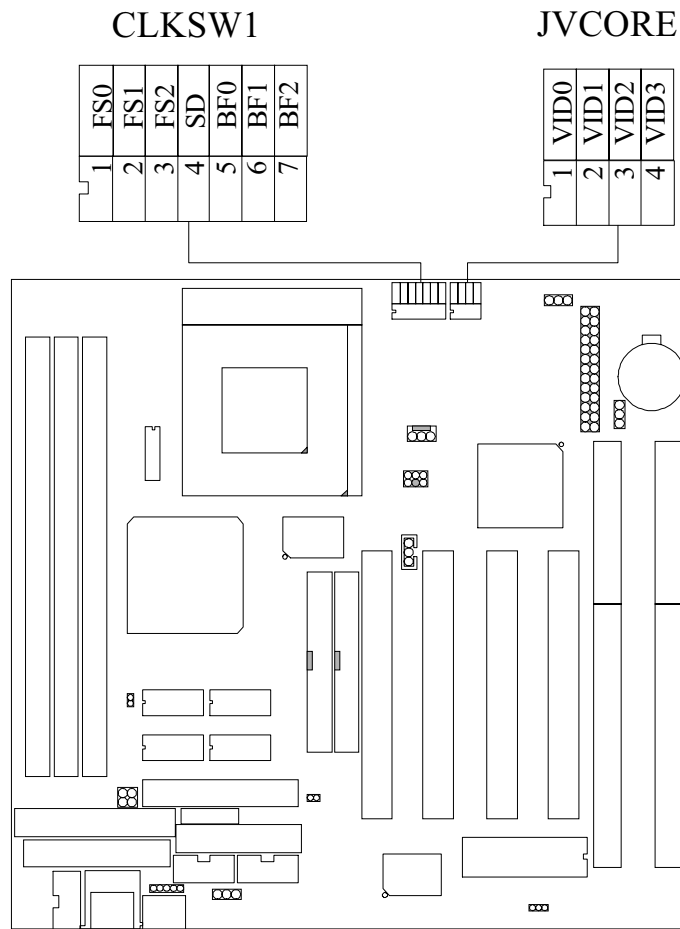 CLKSW1
JVCORE
FS0 FS1 FS2 SD BF0 BF1 BF2
1 2 3 4 5 6 7
VID0 VID1 VID2 VID3
1 2 3 4